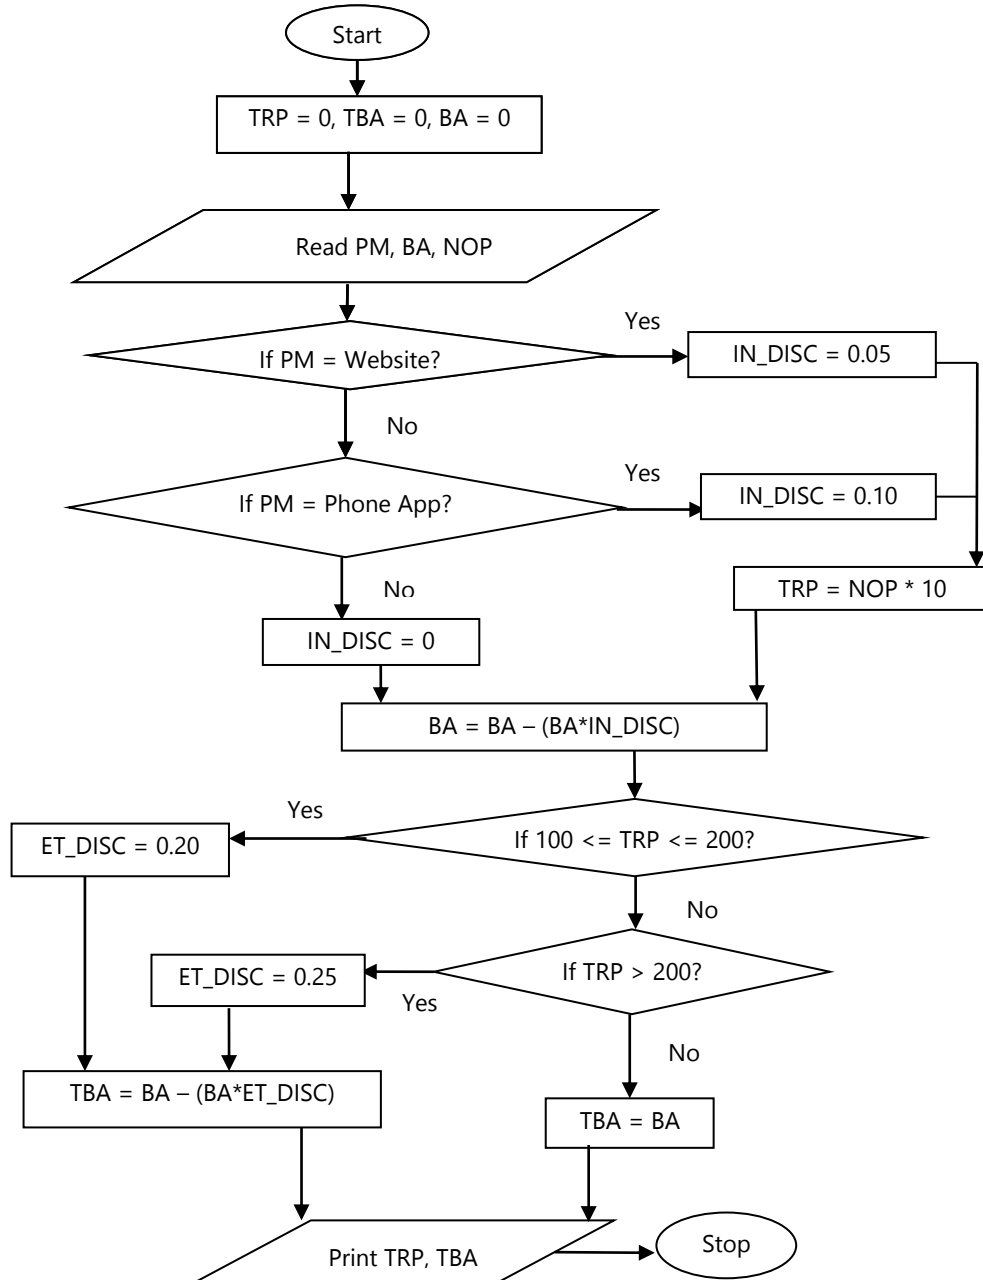 Start
TRP = 0, TBA = 0, BA = 0
Read PM, BA, NOP
If PM = Website?
Yes
IN_DISC = 0.05
No
If PM = Phone App?
Yes
IN_DISC = 0.10
No
TRP = NOP * 10
IN_DISC = 0
BA = BA – (BA*IN_DISC)
If 100 <= TRP <= 200?
Yes
ET_DISC = 0.20
No
If TRP > 200?
Yes
ET_DISC = 0.25
No
TBA = BA – (BA*ET_DISC)
TBA = BA
Print TRP, TBA
Stop